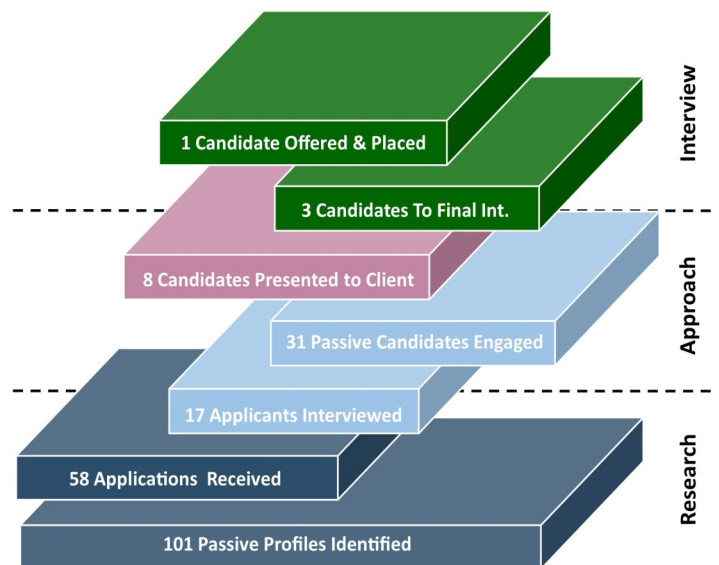 1 Candidate Offered & Placed
3 Candidates To Final Int.
8 Candidates Presented to Client
31 Passive Candidates Engaged
17 Applicants Interviewed
58 Applications Received
101 Passive Profiles Identified
Interview
Approach
Research